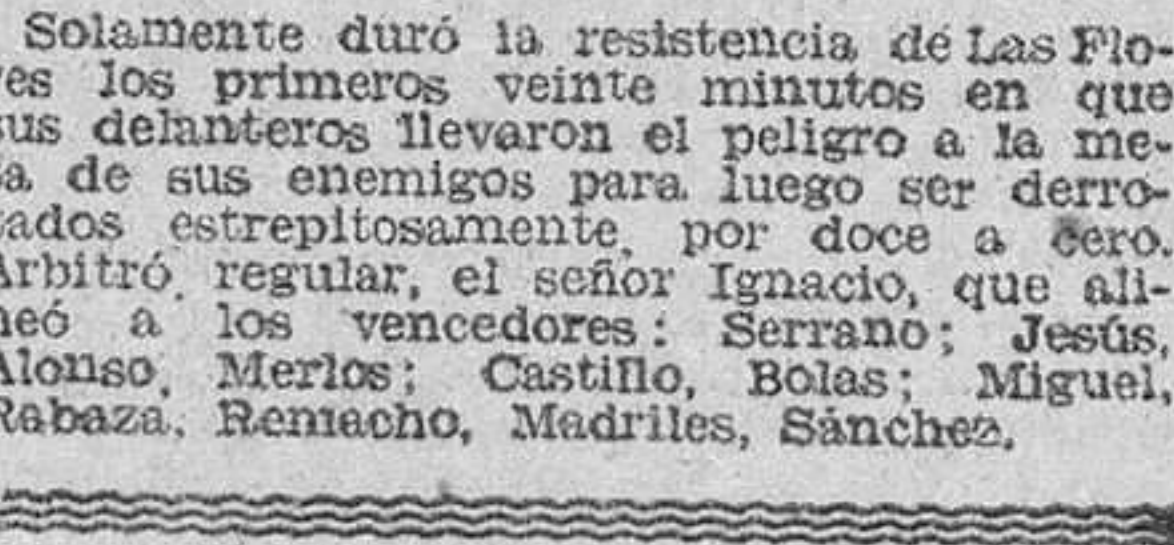 Solamente duró la resistencia de Las Flo-
res los primeros veinte minutos en que
sus delanteros llevaron el peligro a la me-
ta de sus enemigos para luego ser derro-
tados estrepitosamente, por doce a cero.
Arbitró, regular, el señor Ignacio, que ali-
neó a los vencedores: Serrano; Jesús,
Alonso, Merlos; Castillo, Bolas; Miguel,
Rabaza, Remacho, Madriles, Sánchez.